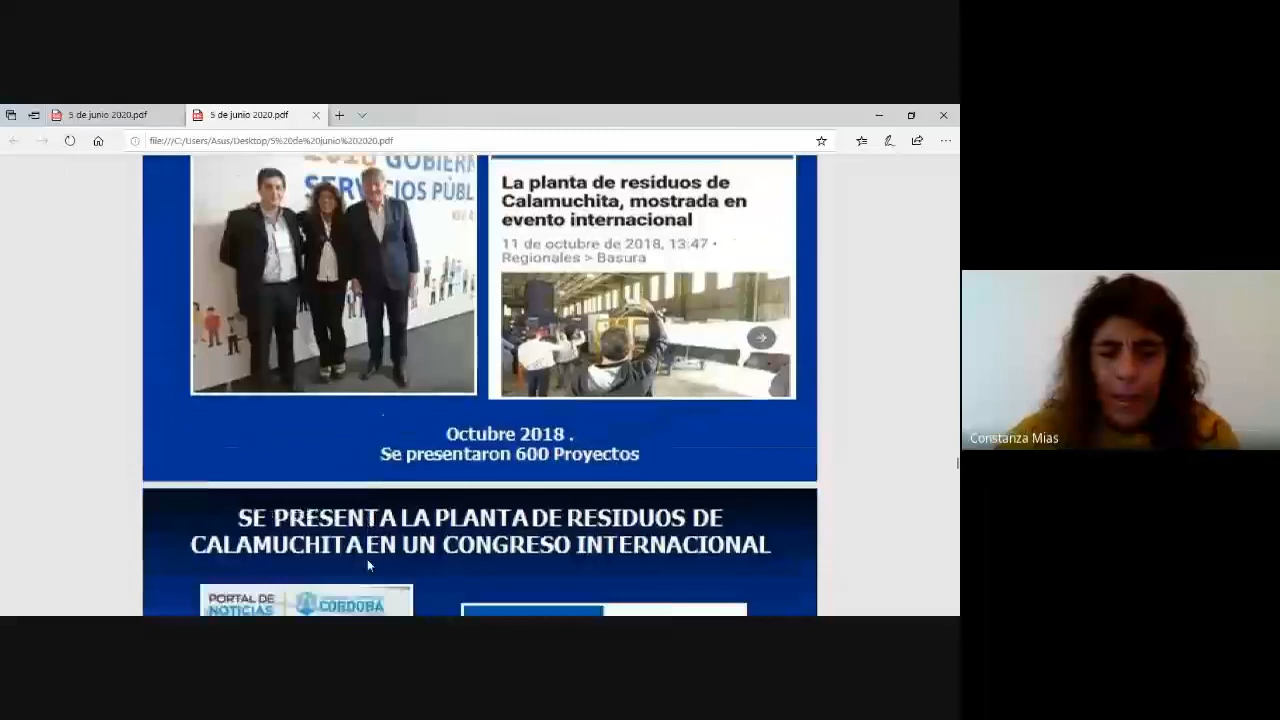 5 de junio 2020.pdf
5 de junio 2020.pdf
file:///C:/Users/Asus/Desktop/5%20de%20junio%202020.pdf
2018 GOBIERN
SERVICIOS PÚBL
La planta de residuos de
Calamuchita, mostrada en
evento internacional
11 de octubre de 2018, 13:47 •
Regionales > Basura
Octubre 2018 .
Se presentaron 600 Proyectos
SE PRESENTA LA PLANTA DE RESIDUOS DE
CALAMUCHITA EN UN CONGRESO INTERNACIONAL
PORTAL DE
NOTICIAS
CÓRDOBA
Constanza Mias